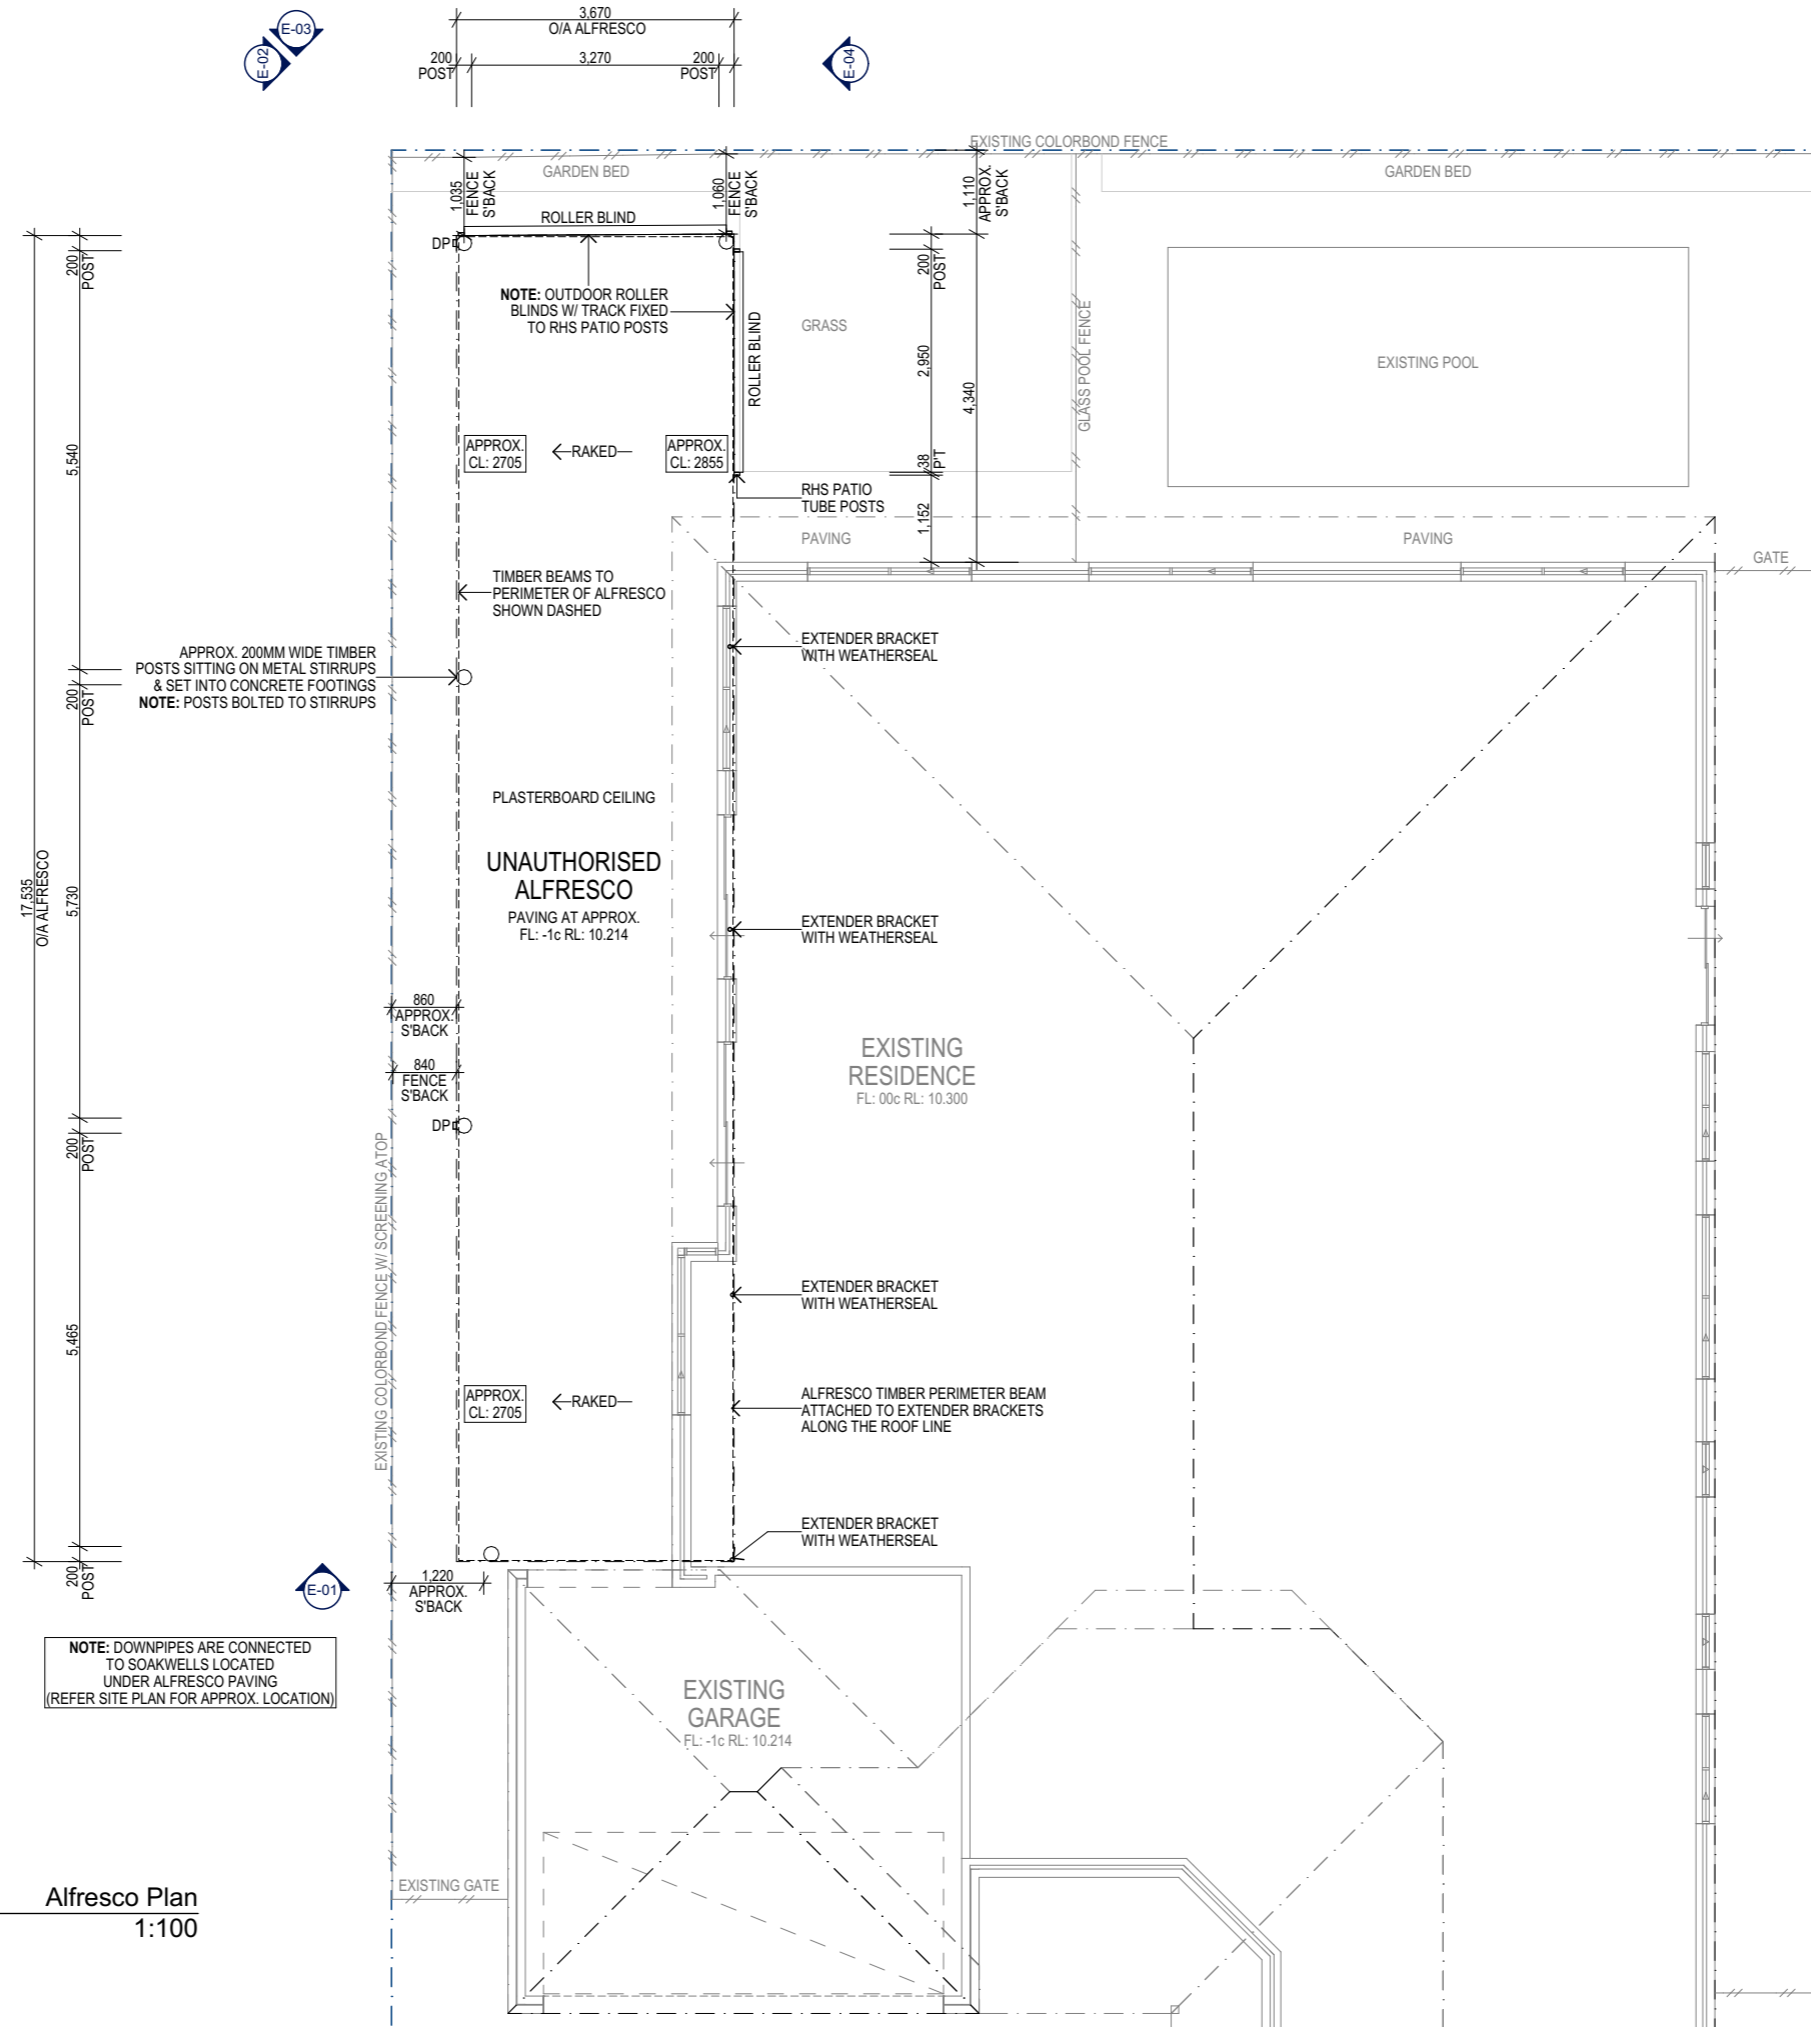 3,670
O/A ALFRESCO
200
POST
3,270
200
POST
E-03
E-02
E-04
EXISTING COLORBOND FENCE
GARDEN BED
GARDEN BED
1,035
FENCE
S'BACK
1,060
FENCE
S'BACK
1,110
APPROX.
S'BACK
ROLLER BLIND
DP
200
POST
200
POST
NOTE: OUTDOOR ROLLER
BLINDS W/ TRACK FIXED
TO RHS PATIO POSTS
ROLLER BLIND
GRASS
GLASS POOL FENCE
EXISTING POOL
2,950
4,340
5,540
APPROX.
CL: 2705
RAKED
APPROX.
CL: 2855
38
P'T
RHS PATIO
TUBE POSTS
1,152
PAVING
PAVING
GATE
TIMBER BEAMS TO
PERIMETER OF ALFRESCO
SHOWN DASHED
APPROX. 200MM WIDE TIMBER
POSTS SITTING ON METAL STIRRUPS
& SET INTO CONCRETE FOOTINGS
NOTE: POSTS BOLTED TO STIRRUPS
EXTENDER BRACKET
WITH WEATHERSEAL
200
POST
PLASTERBOARD CEILING
UNAUTHORISED
ALFRESCO
PAVING AT APPROX.
FL: -1c RL: 10.214
17,535
O/A ALFRESCO
5,730
EXTENDER BRACKET
WITH WEATHERSEAL
860
APPROX.
S'BACK
840
FENCE
S'BACK
EXISTING
RESIDENCE
FL: 00c RL: 10.300
DP
200
POST
EXISTING COLORBOND FENCE W/ SCREENING ATOP
EXTENDER BRACKET
WITH WEATHERSEAL
5,465
APPROX.
CL: 2705
RAKED
ALFRESCO TIMBER PERIMETER BEAM
ATTACHED TO EXTENDER BRACKETS
ALONG THE ROOF LINE
EXTENDER BRACKET
WITH WEATHERSEAL
200
POST
E-01
1,220
APPROX.
S'BACK
NOTE: DOWNPIPES ARE CONNECTED
TO SOAKWELLS LOCATED
UNDER ALFRESCO PAVING
(REFER SITE PLAN FOR APPROX. LOCATION)
EXISTING
GARAGE
FL: -1c RL: 10.214
EXISTING GATE
Alfresco Plan
1:100